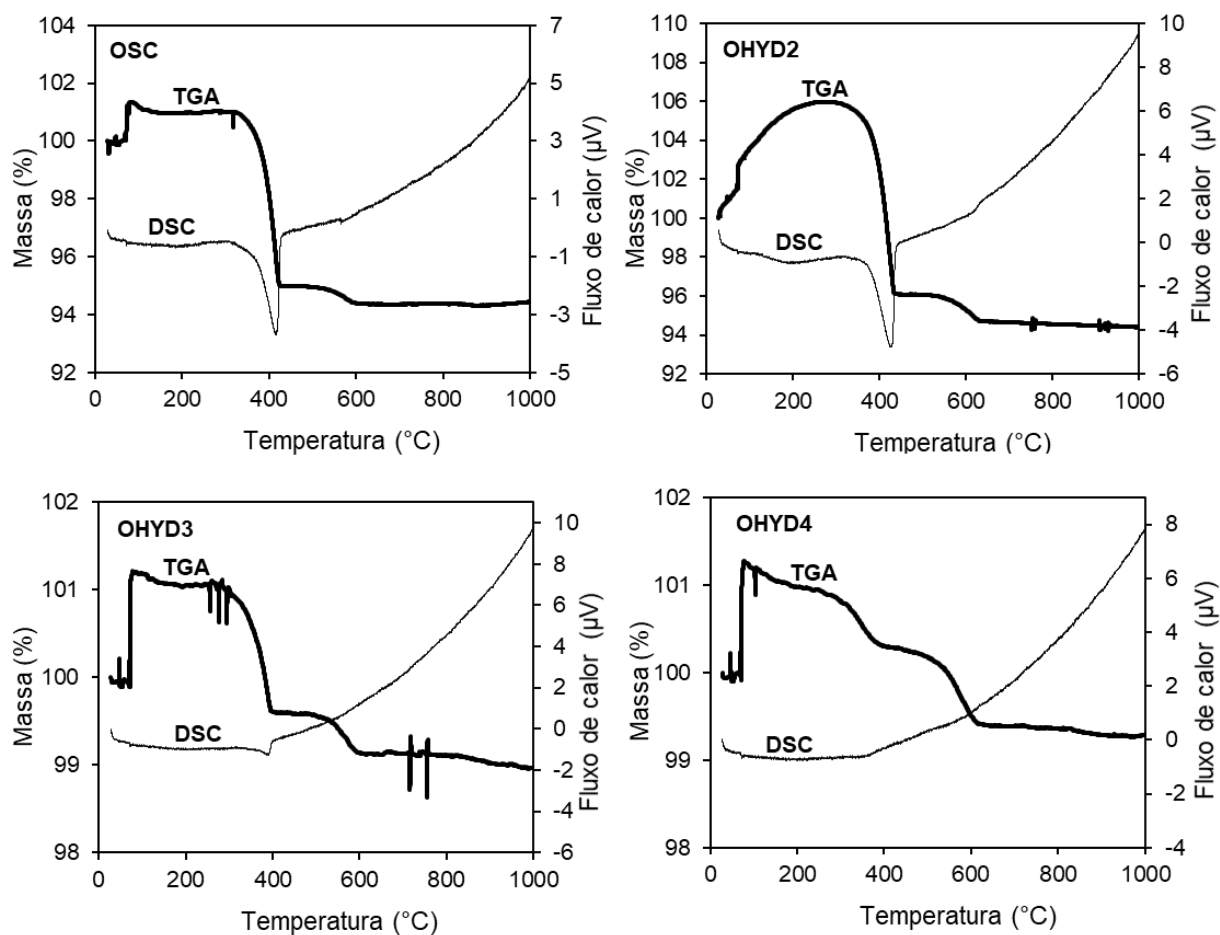 OSC
TGA
DSC
104
102
100
98
96
94
92
Massa (%)
7
5
3
1
-1
-3
-5
Fluxo de calor (µV)
0 200 400 600 800 1000
Temperatura (°C)
OHYD2
TGA
DSC
110
108
106
104
102
100
98
96
94
92
Massa (%)
10
8
6
4
2
0
-2
-4
-6
Fluxo de calor (µV)
0 200 400 600 800 1000
Temperatura (°C)
OHYD3
TGA
DSC
102
101
100
99
98
Massa (%)
10
8
6
4
2
0
-2
-4
-6
Fluxo de calor (µV)
0 200 400 600 800 1000
Temperatura (°C)
OHYD4
TGA
DSC
102
101
100
99
98
Massa (%)
8
6
4
2
0
-2
-4
Fluxo de calor (µV)
0 200 400 600 800 1000
Temperatura (°C)